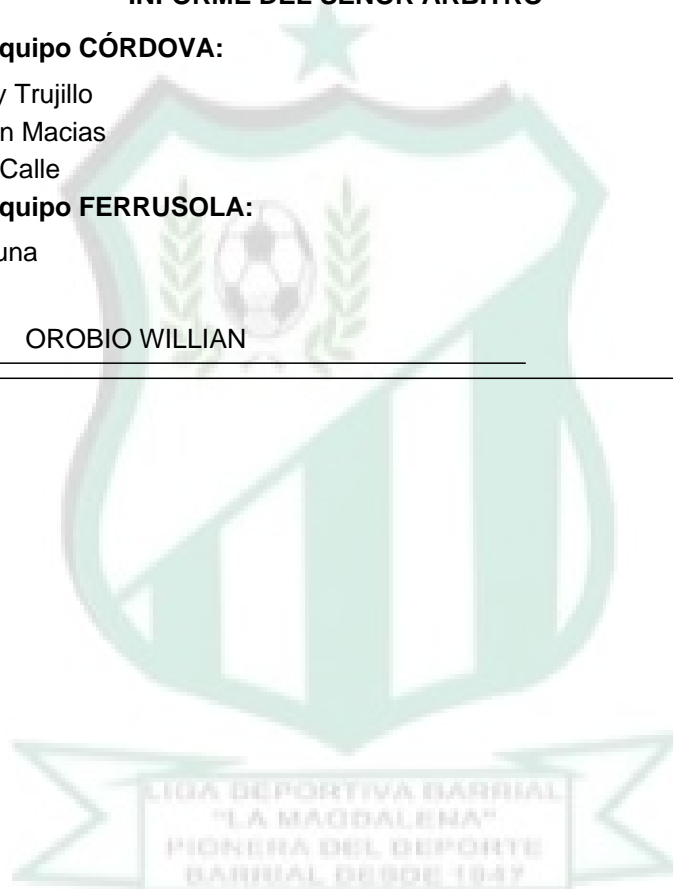 INFORME DEL SEÑOR ARBITRO
quipo CÓRDOVA:
y Trujillo
n Macias
Calle
quipo FERRUSOLA:
una
OROBIO WILLIAN
LIGA DEPORTIVA BARRIAL
"LA MAGDALENA"
PIONERA DEL DEPORTE
BARRIAL DESDE 1947